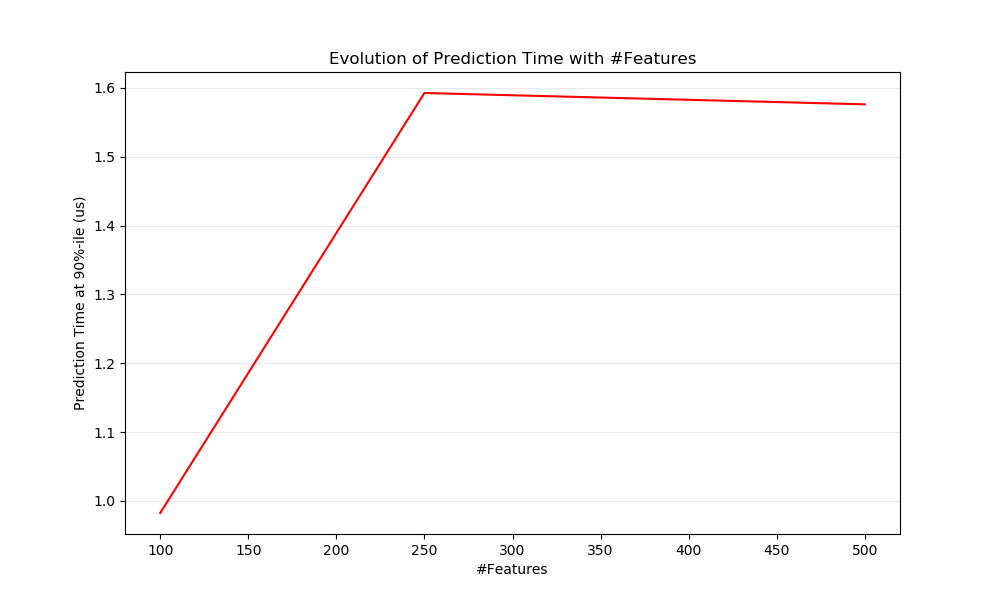 Evolution of Prediction Time with #Features
Prediction Time at 90%-ile (us)
1.6
1.5
1.4
1.3
1.2
1.1
1.0
100 150 200 250 300 350 400 450 500
#Features